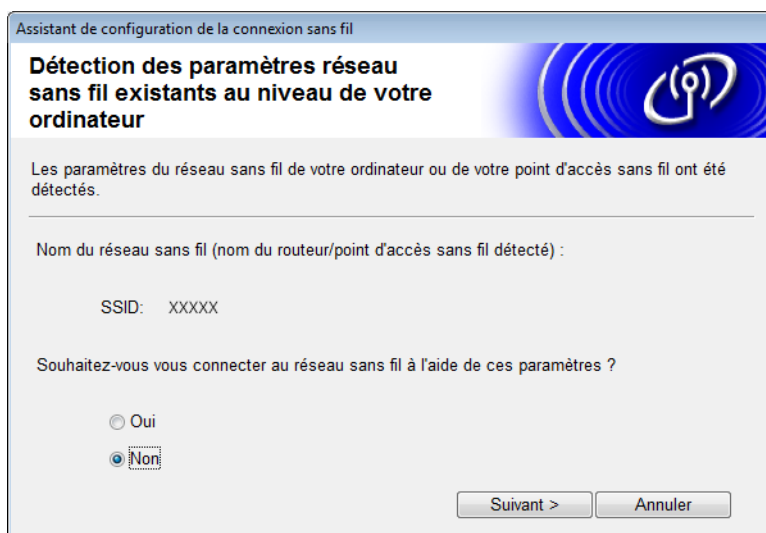 Assistant de configuration de la connexion sans fil
Détection des paramètres réseau
sans fil existants au niveau de votre
ordinateur
Les paramètres du réseau sans fil de votre ordinateur ou de votre point d'accès sans fil ont été
détectés.
Nom du réseau sans fil (nom du routeur/point d'accès sans fil détecté) :
SSID: XXXXX
Souhaitez-vous vous connecter au réseau sans fil à l'aide de ces paramètres ?
Oui
Non
Suivant > Annuler